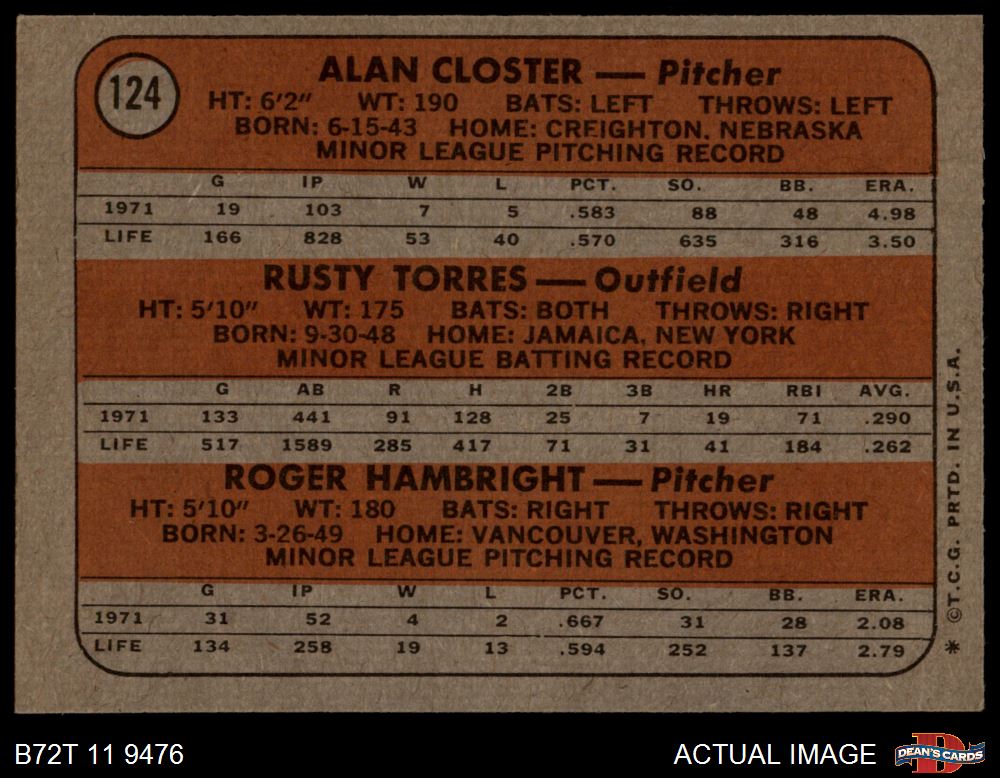 124
ALAN CLOSTER — Pitcher
HT: 6'2" WT: 190 BATS: LEFT THROWS: LEFT
BORN: 6-15-43 HOME: CREIGHTON. NEBRASKA
MINOR LEAGUE PITCHING RECORD
G IP W L PCT. SO. BB. ERA.
1971 19 103 7 5 .583 88 48 4.98
LIFE 166 828 53 40 .570 635 316 3.50
RUSTY TORRES — Outfield
HT: 5'10" WT: 175 BATS: BOTH THROWS: RIGHT
BORN: 9-30-48 HOME: JAMAICA, NEW YORK
MINOR LEAGUE BATTING RECORD
G AB R H 2B 3B HR RBI AVG.
1971 133 441 91 128 25 7 19 71 .290
LIFE 517 1589 285 417 71 31 41 184 .262
ROGER HAMBRIGHT — Pitcher
HT: 5'10" WT: 180 BATS: RIGHT THROWS: RIGHT
BORN: 3-26-49 HOME: VANCOUVER, WASHINGTON
MINOR LEAGUE PITCHING RECORD
G IP W L PCT. SO. BB. ERA.
1971 31 52 4 2 .667 31 28 2.08
LIFE 134 258 19 13 .594 252 137 2.79
* ©T.C.G. PRTD. IN U.S.A.
B72T 11 9476
ACTUAL IMAGE
DEAN'S CARDS